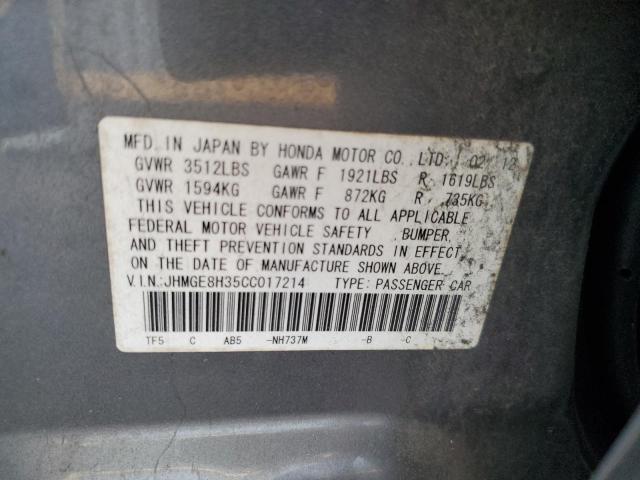 MFD. IN JAPAN BY HONDA MOTOR CO., LTD. 02 12
GVWR 3512LBS GAWR F 1921LBS R 1619LBS
GVWR 1594KG GAWR F 872KG R 735KG
THIS VEHICLE CONFORMS TO ALL APPLICABLE
FEDERAL MOTOR VEHICLE SAFETY, BUMPER,
AND THEFT PREVENTION STANDARDS IN EFFECT
ON THE DATE OF MANUFACTURE SHOWN ABOVE.
V.I.N:JHMGE8H35CC017214 TYPE: PASSENGER CAR
TF5 C AB5 -NH737M -B -C